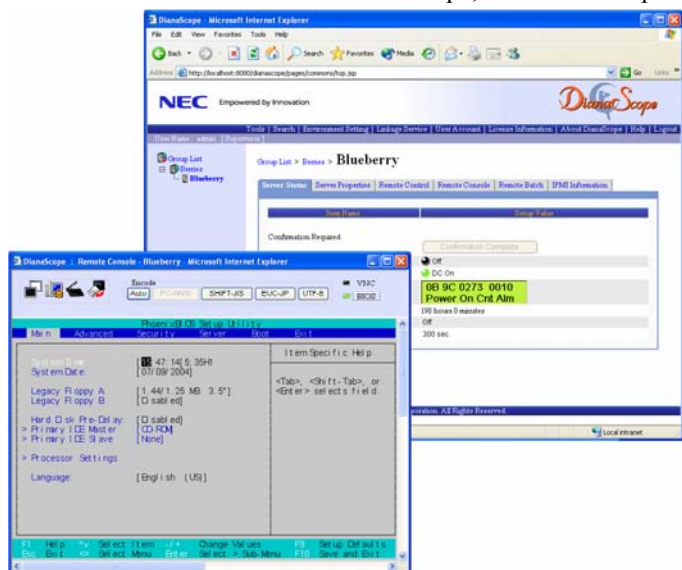 DianaScope - Microsoft Internet Explorer
File Edit View Favorites Tools Help
Back Search Favorites Media
Address http://localhost:8080/dianascope/pages/commons/top.jsp Go Links
NEC Empowered by Innovation
DianaScope
Tools | Search | Environment Setting | Linkage Service | User Account | License Information | About DianaScope | Help | Logout
User Name : admin [Supervisor]
Group List
Berries
Blueberry
Group List > Berries > Blueberry
Server Status Server Properties Remote Control Remote Console Remote Batch IPMI Information
Item Name Setup Value
Confirmation Required
Confirmation Complete
Off
DC On
0B 9C 0273 0010
Power On Cnt Alm
198 hours 0 minutes
Off
300 sec.
All Rights Reserved.
Local intranet
DianaScope : Remote Console - Blueberry - Microsoft Internet Explorer
Encode
Auto PC-ANSI SHIFT-JIS EUC-JP UTF-8
VNC
BIOS
PhoenixBIOS Setup Utility
Main Advanced Security Server Boot Exit
Item Specific Help
System Time:
System Date: [07/09/2004]
<Tab>, <Shift-Tab>, or
<Enter> selects field.
Legacy Floppy A: [1.44/1.25 MB 3.5"]
Legacy Floppy B: [Disabled]
Hard Disk Pre-Delay: [Disabled]
> Primary IDE Master [CD-ROM]
> Primary IDE Slave [None]
> Processor Settings
Language: [English (US)]
F1 Help ^v Select Item -/+ Change Values F9 Setup Defaults
Esc Exit <> Select Menu Enter Select > Sub-Menu F10 Save and Exit